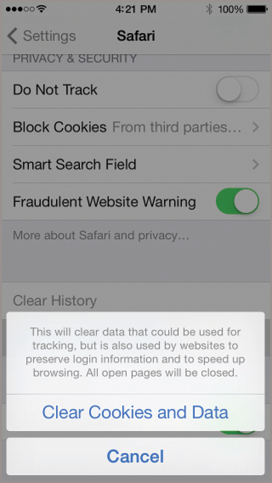 4:21 PM 100%
Settings Safari
PRIVACY & SECURITY
Do Not Track
Block Cookies From third parties...
Smart Search Field
Fraudulent Website Warning
More about Safari and privacy...
Clear History
This will clear data that could be used for
tracking, but is also used by websites to
preserve login information and to speed up
browsing. All open pages will be closed.
Clear Cookies and Data
Cancel